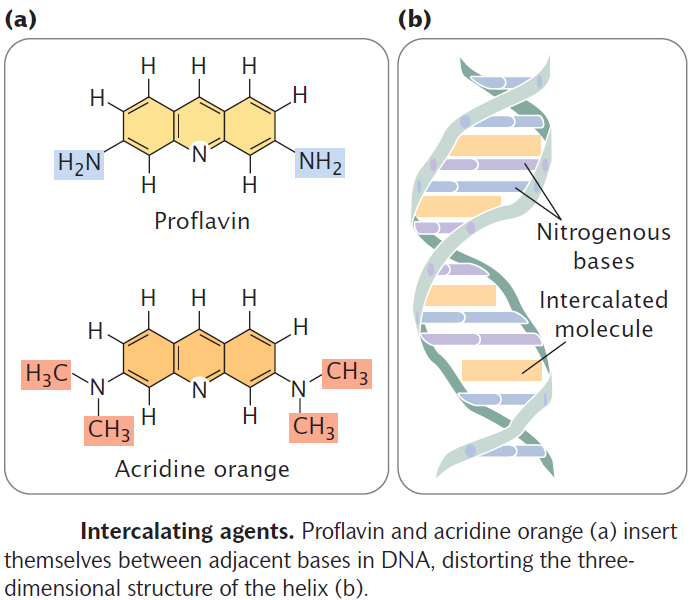 (a)
H H H
H H
H₂N N NH₂
H H
Proflavin
H H H
H H
H₃C N N N CH₃
CH₃ H H CH₃
Acridine orange
(b)
Nitrogenous
bases
Intercalated
molecule
Intercalating agents. Proflavin and acridine orange (a) insert
themselves between adjacent bases in DNA, distorting the three-
dimensional structure of the helix (b).